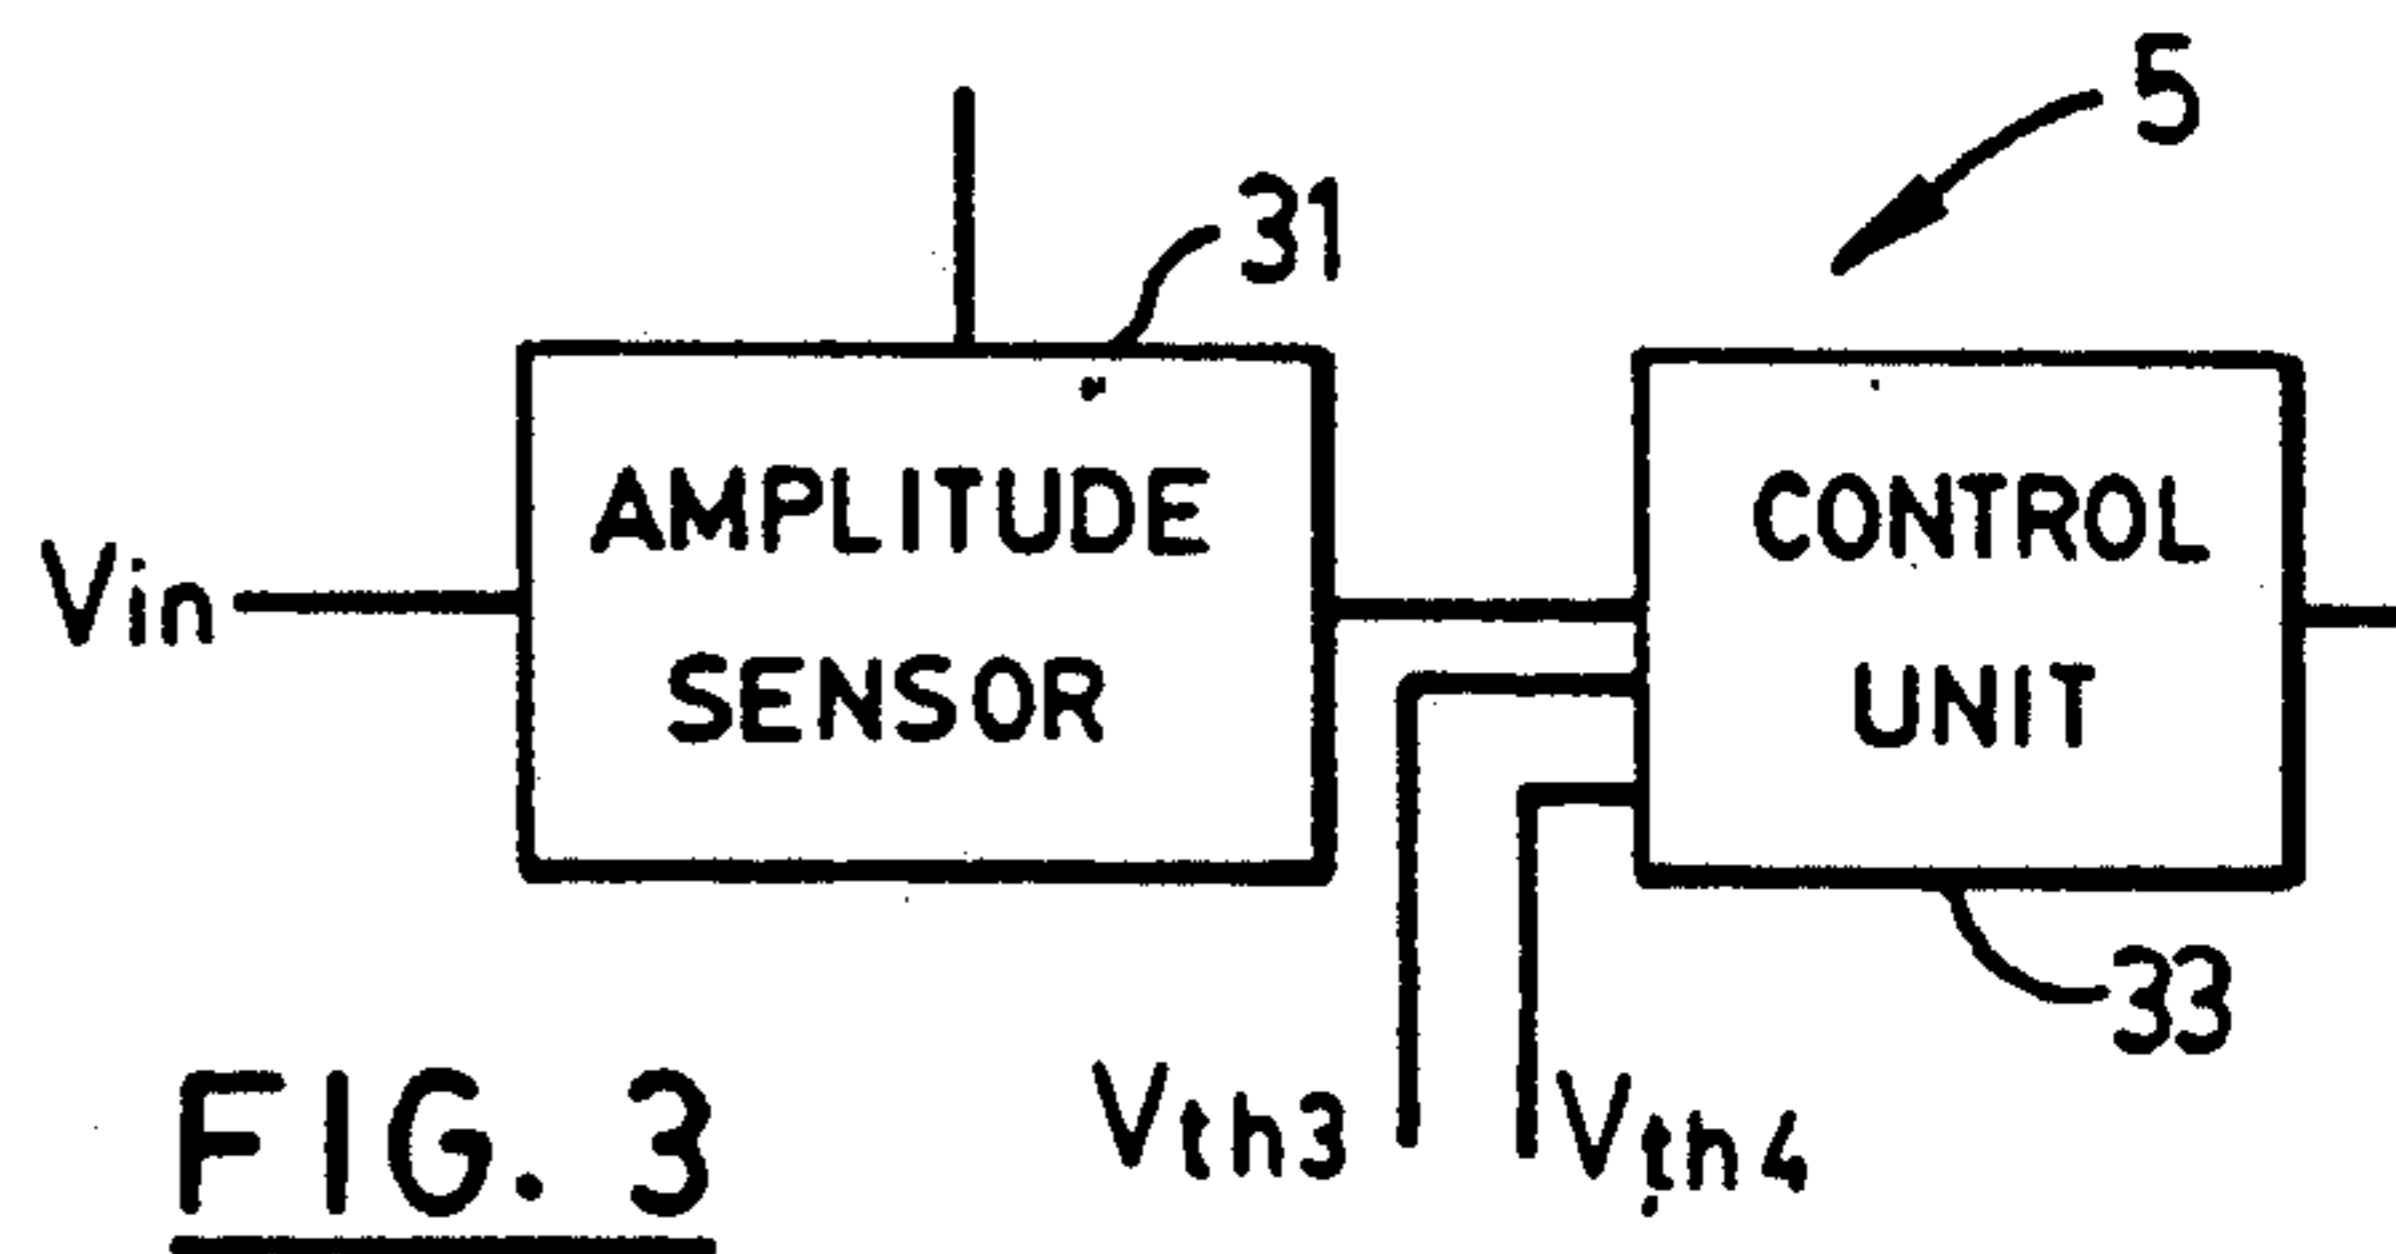 5
31
AMPLITUDE
SENSOR
CONTROL
UNIT
Vin
33
Vth3
Vth4
FIG. 3